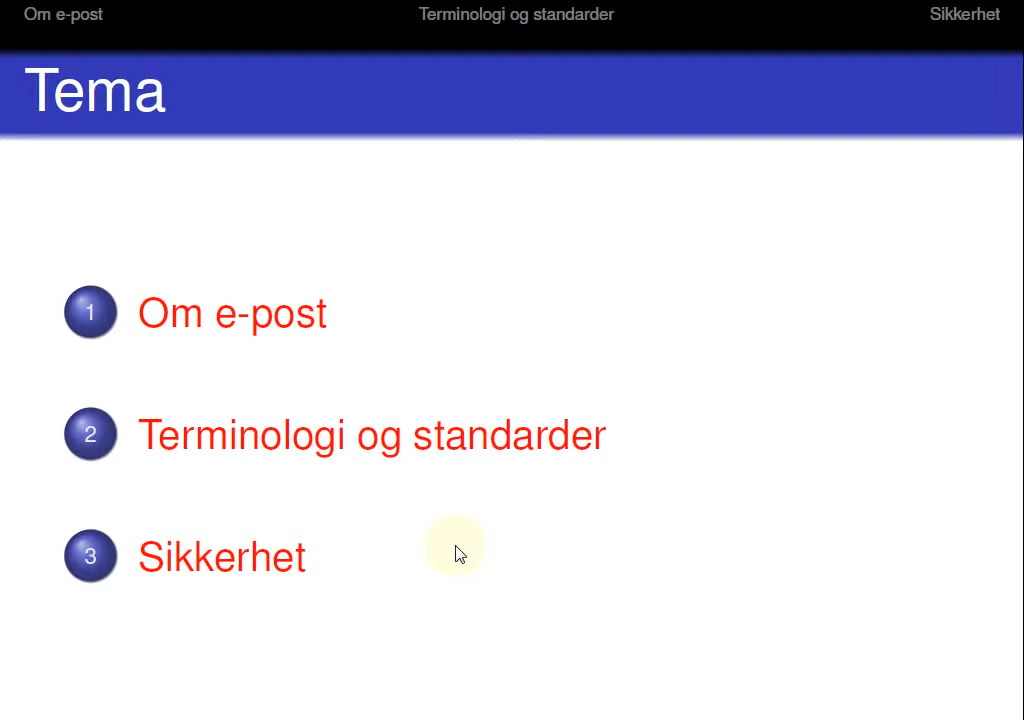 Om e-post Terminologi og standarder Sikkerhet
Tema
1 Om e-post
2 Terminologi og standarder
3 Sikkerhet